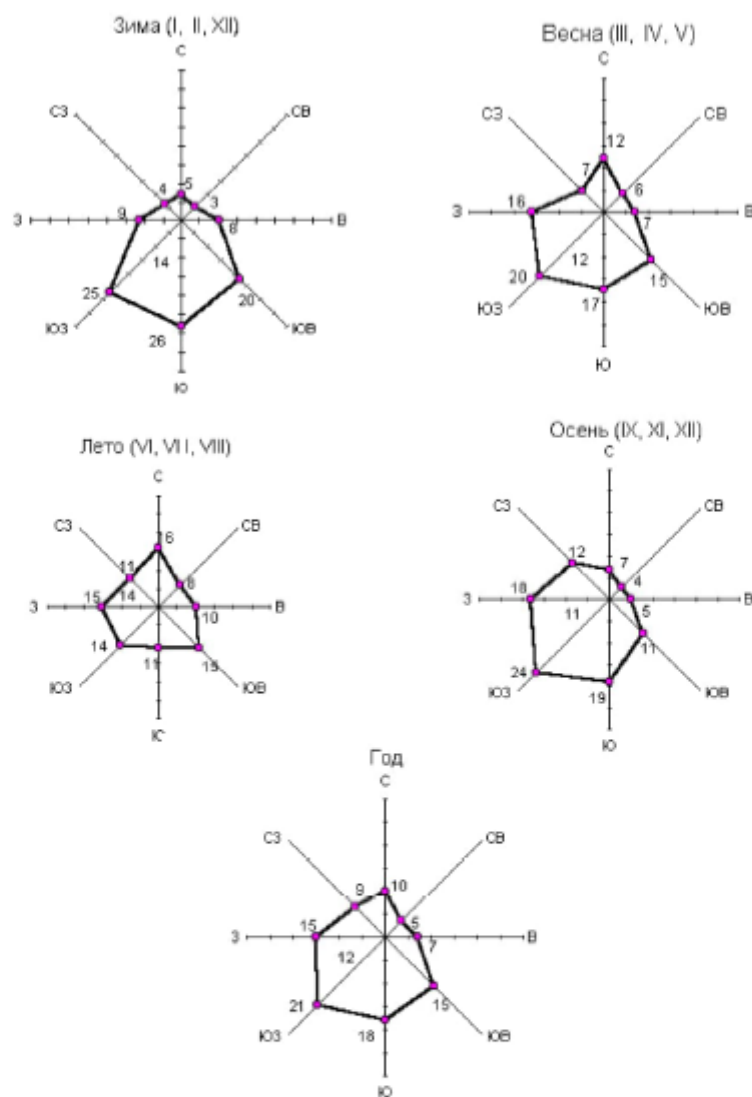 Зима (I, II, XII)
С
СЗ
СВ
5
4
3
З
9
8
В
14
25
20
ЮЗ
26
ЮВ
Ю
Весна (III, IV, V)
С
СЗ
СВ
12
7
6
З
16
7
В
12
20
15
ЮЗ
17
ЮВ
Ю
Лето (VI, VII, VIII)
С
СЗ
СВ
16
11
8
14
З
15
10
В
14
11
15
ЮЗ
ЮВ
Ю
Осень (IX, XI, XII)
С
СЗ
СВ
12
7
4
З
18
5
В
11
11
24
19
ЮЗ
ЮВ
Ю
Год
С
СЗ
СВ
9
10
5
З
15
7
В
12
21
15
ЮЗ
18
ЮВ
Ю